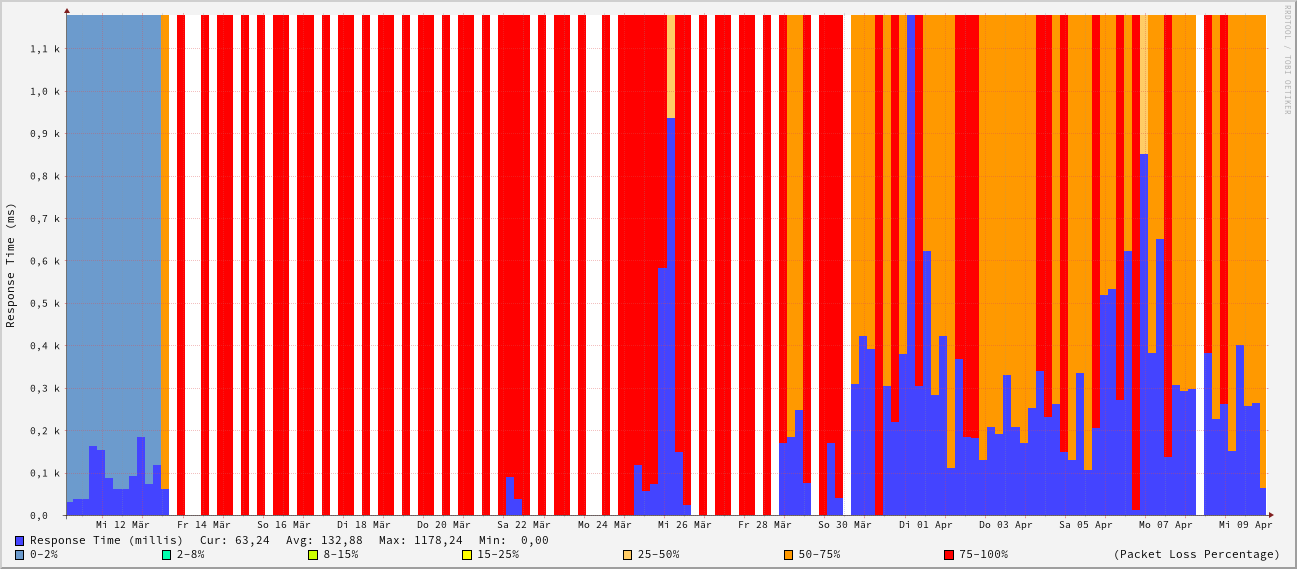 RRDTOOL / TOBI OETIKER
Response Time (ms)
1,1 k
1,0 k
0,9 k
0,8 k
0,7 k
0,6 k
0,5 k
0,4 k
0,3 k
0,2 k
0,1 k
0,0
Mi 12 Mär Fr 14 Mär So 16 Mär Di 18 Mär Do 20 Mär Sa 22 Mär Mo 24 Mär Mi 26 Mär Fr 28 Mär So 30 Mär Di 01 Apr Do 03 Apr Sa 05 Apr Mo 07 Apr Mi 09 Apr
Response Time (millis) Cur: 63,24 Avg: 132,88 Max: 1178,24 Min: 0,00
0-2% 2-8% 8-15% 15-25% 25-50% 50-75% 75-100% (Packet Loss Percentage)